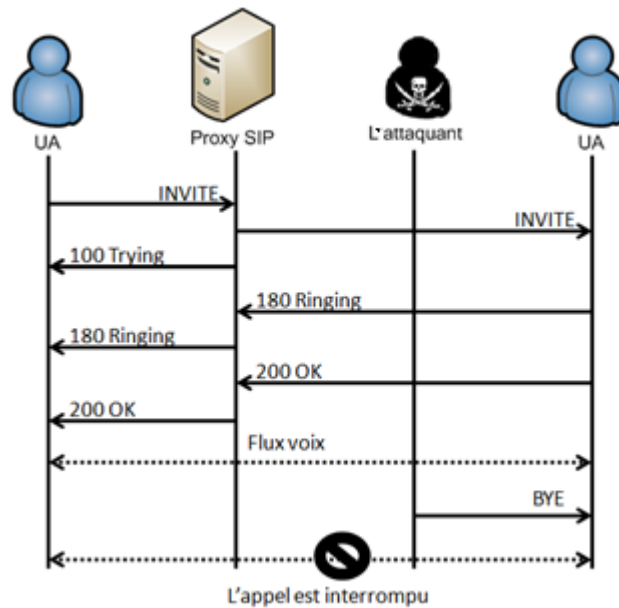 UA
Proxy SIP
L'attaquant
UA
INVITE
INVITE
100 Trying
180 Ringing
180 Ringing
200 OK
200 OK
Flux voix
BYE
L'appel est interrompu